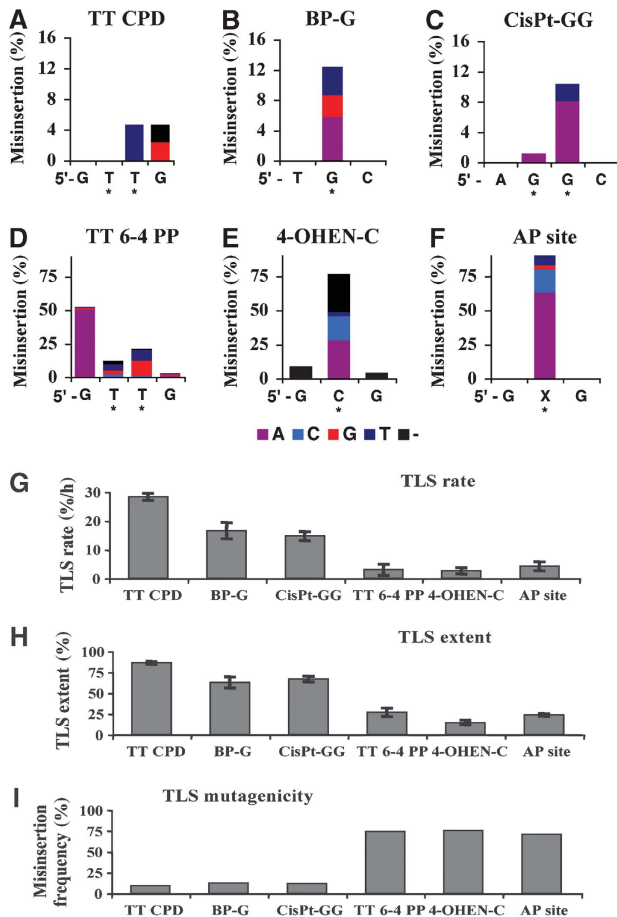 A TT CPD
Misinsertion (%)
16
12
8
4
0
5'-G T T G
* *
B BP-G
Misinsertion (%)
16
12
8
4
0
5'- T G C
*
C CisPt-GG
Misinsertion (%)
16
12
8
4
0
5'- A G G C
* *
D TT 6-4 PP
Misinsertion (%)
75
50
25
0
5'-G T T G
* *
E 4-OHEN-C
Misinsertion (%)
75
50
25
0
5'- G C G
*
F AP site
Misinsertion (%)
75
50
25
0
5'- G X G
*
A C G T -
G TLS rate
TLS rate (%/h)
30
20
10
0
TT CPD BP-G CisPt-GG TT 6-4 PP 4-OHEN-C AP site
H TLS extent
TLS extent (%)
100
75
50
25
0
TT CPD BP-G CisPt-GG TT 6-4 PP 4-OHEN-C AP site
I TLS mutagenicity
Misinsertion
frequency (%)
100
75
50
25
0
TT CPD BP-G CisPt-GG TT 6-4 PP 4-OHEN-C AP site